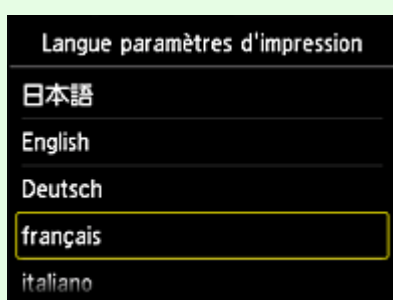 Langue paramètres d'impression
日本語
English
Deutsch
français
italiano